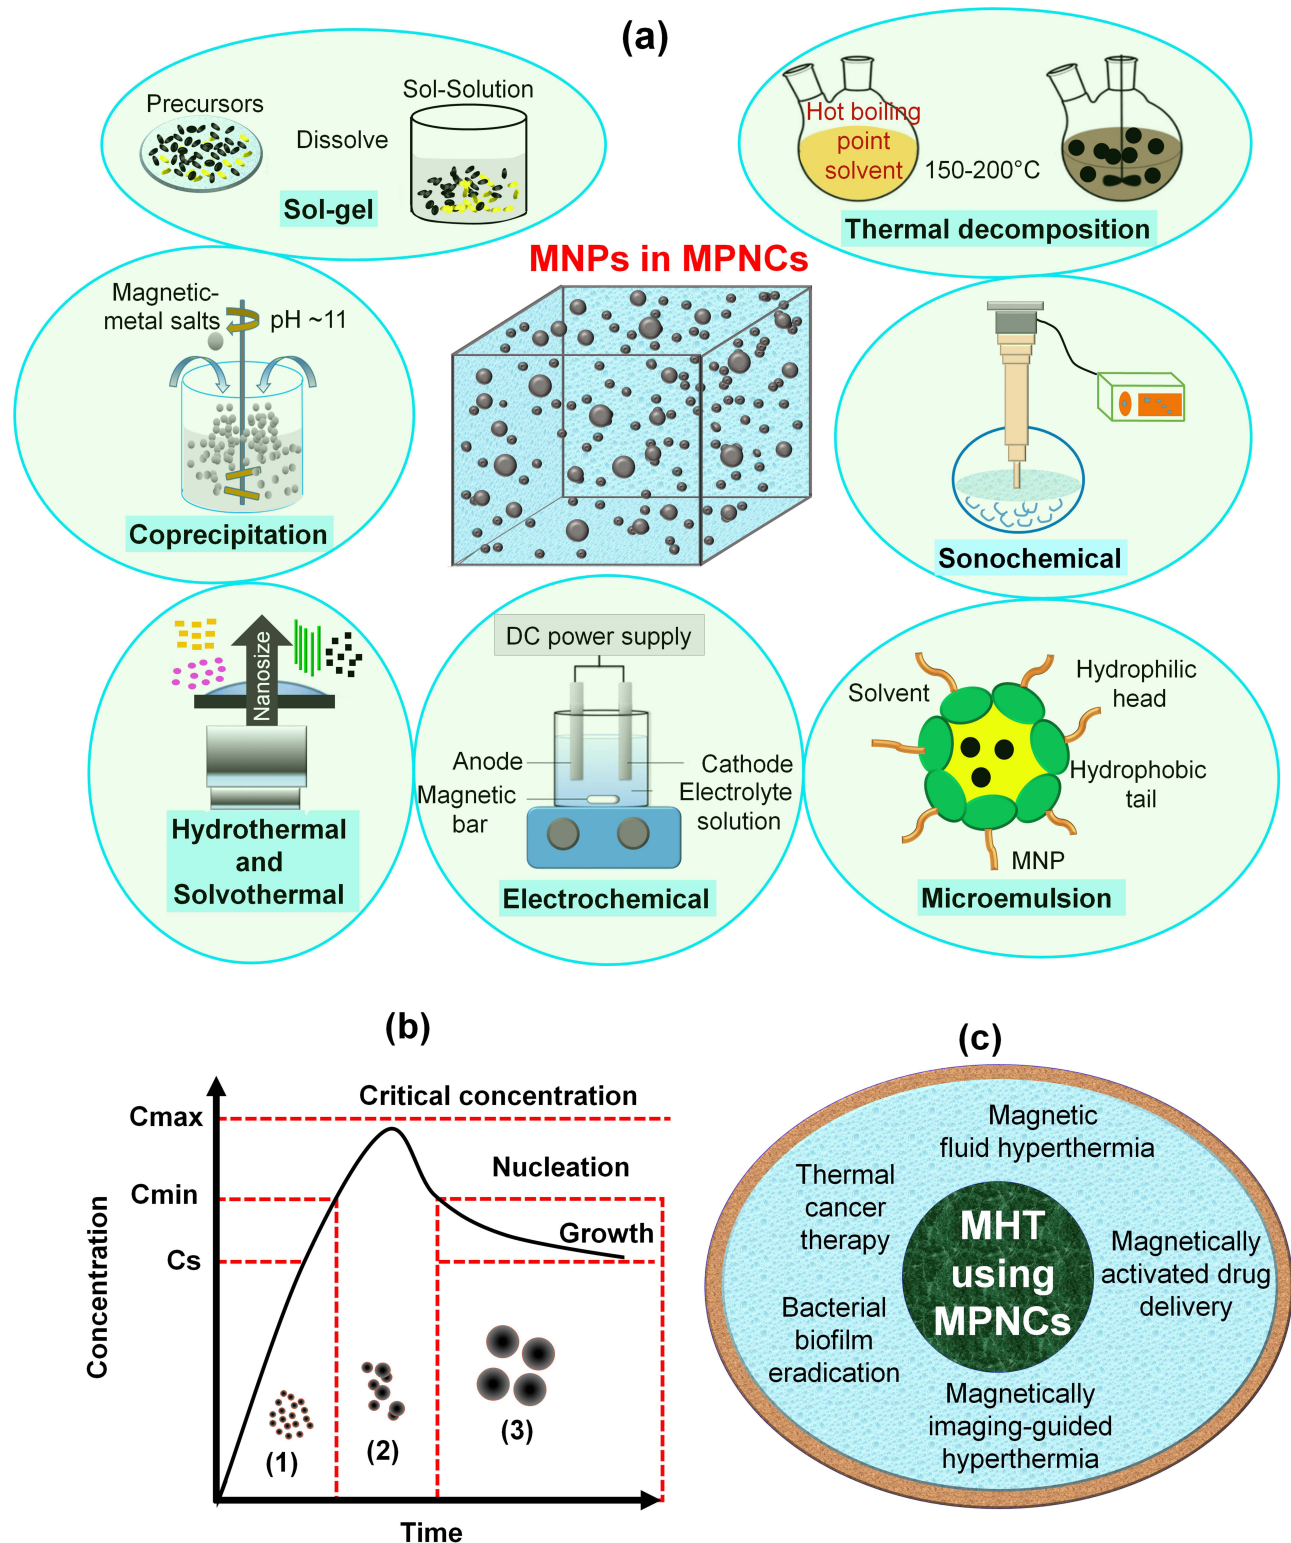 (a)
Precursors
Sol-Solution
Dissolve
Sol-gel
Hot boiling
point
solvent
150-200°C
Thermal decomposition
MNPs in MPNCs
Magnetic-
metal salts
pH ~11
Coprecipitation
Sonochemical
Nanosize
Hydrothermal
and
Solvothermal
DC power supply
Anode
Cathode
Magnetic
bar
Electrolyte
solution
Electrochemical
Solvent
Hydrophilic
head
Hydrophobic
tail
MNP
Microemulsion
(b)
Critical concentration
Cmax
Nucleation
Cmin
Growth
Cs
Concentration
(1)
(2)
(3)
Time
(c)
Magnetic
fluid hyperthermia
Thermal
cancer
therapy
MHT
using
MPNCs
Magnetically
activated drug
delivery
Bacterial
biofilm
eradication
Magnetically
imaging-guided
hyperthermia